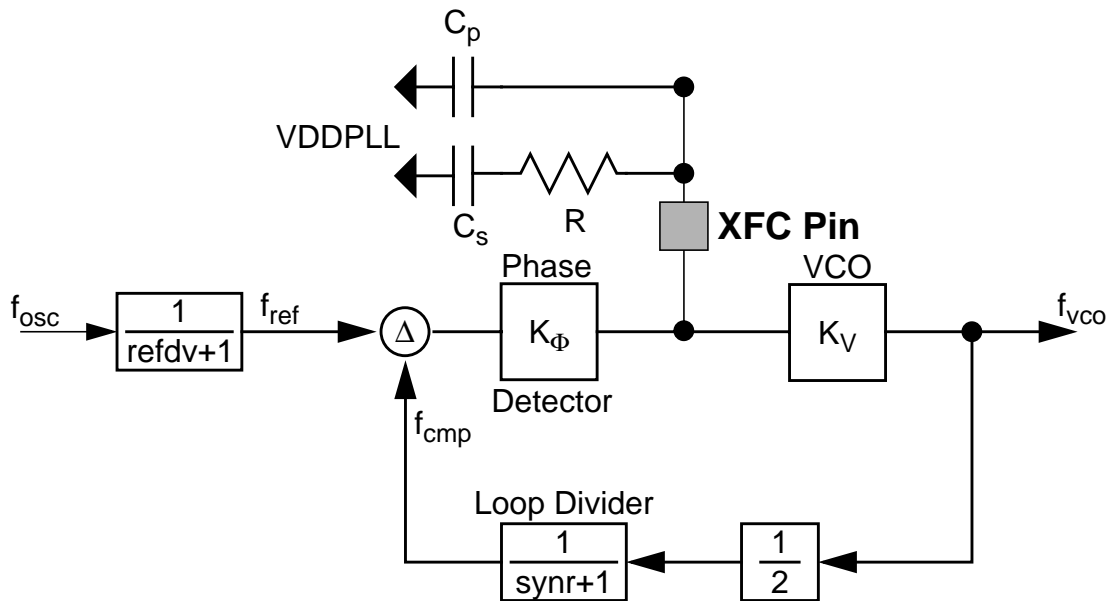 Cp
VDDPLL
Cs
R
XFC Pin
Phase
VCO
fosc
1
refdv+1
fref
Δ
KΦ
KV
fvco
Detector
fcmp
Loop Divider
1
synr+1
1
2